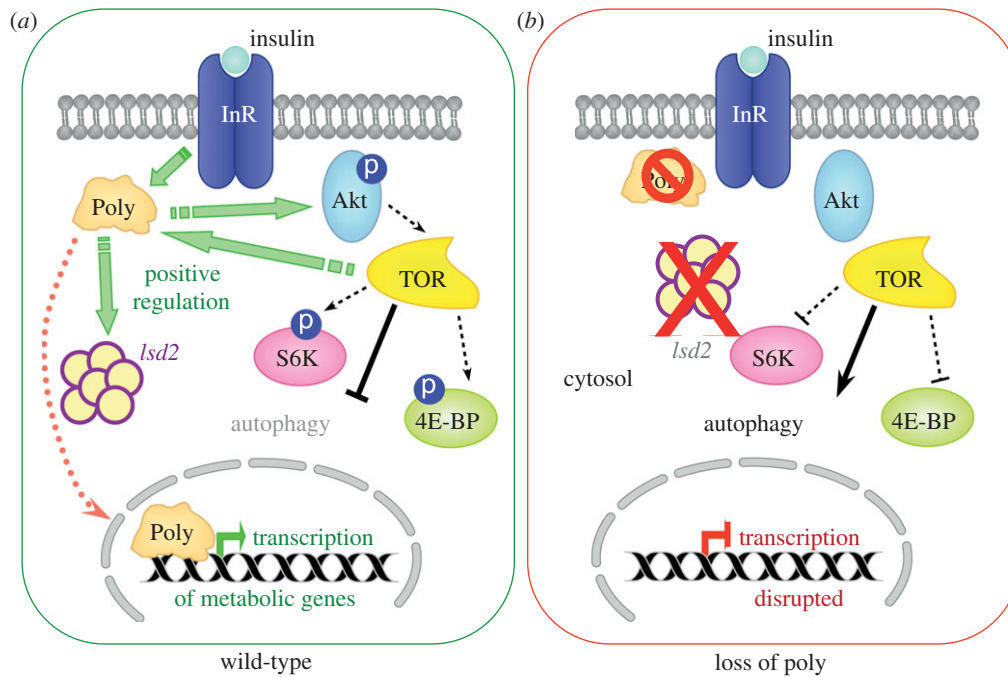 (a)
insulin
InR
p
Akt
Poly
TOR
positive
regulation
p
lsd2
S6K
p
4E-BP
autophagy
Poly
transcription
of metabolic genes
wild-type
(b)
insulin
InR
Poly
Akt
TOR
lsd2
S6K
cytosol
4E-BP
autophagy
transcription
disrupted
loss of poly